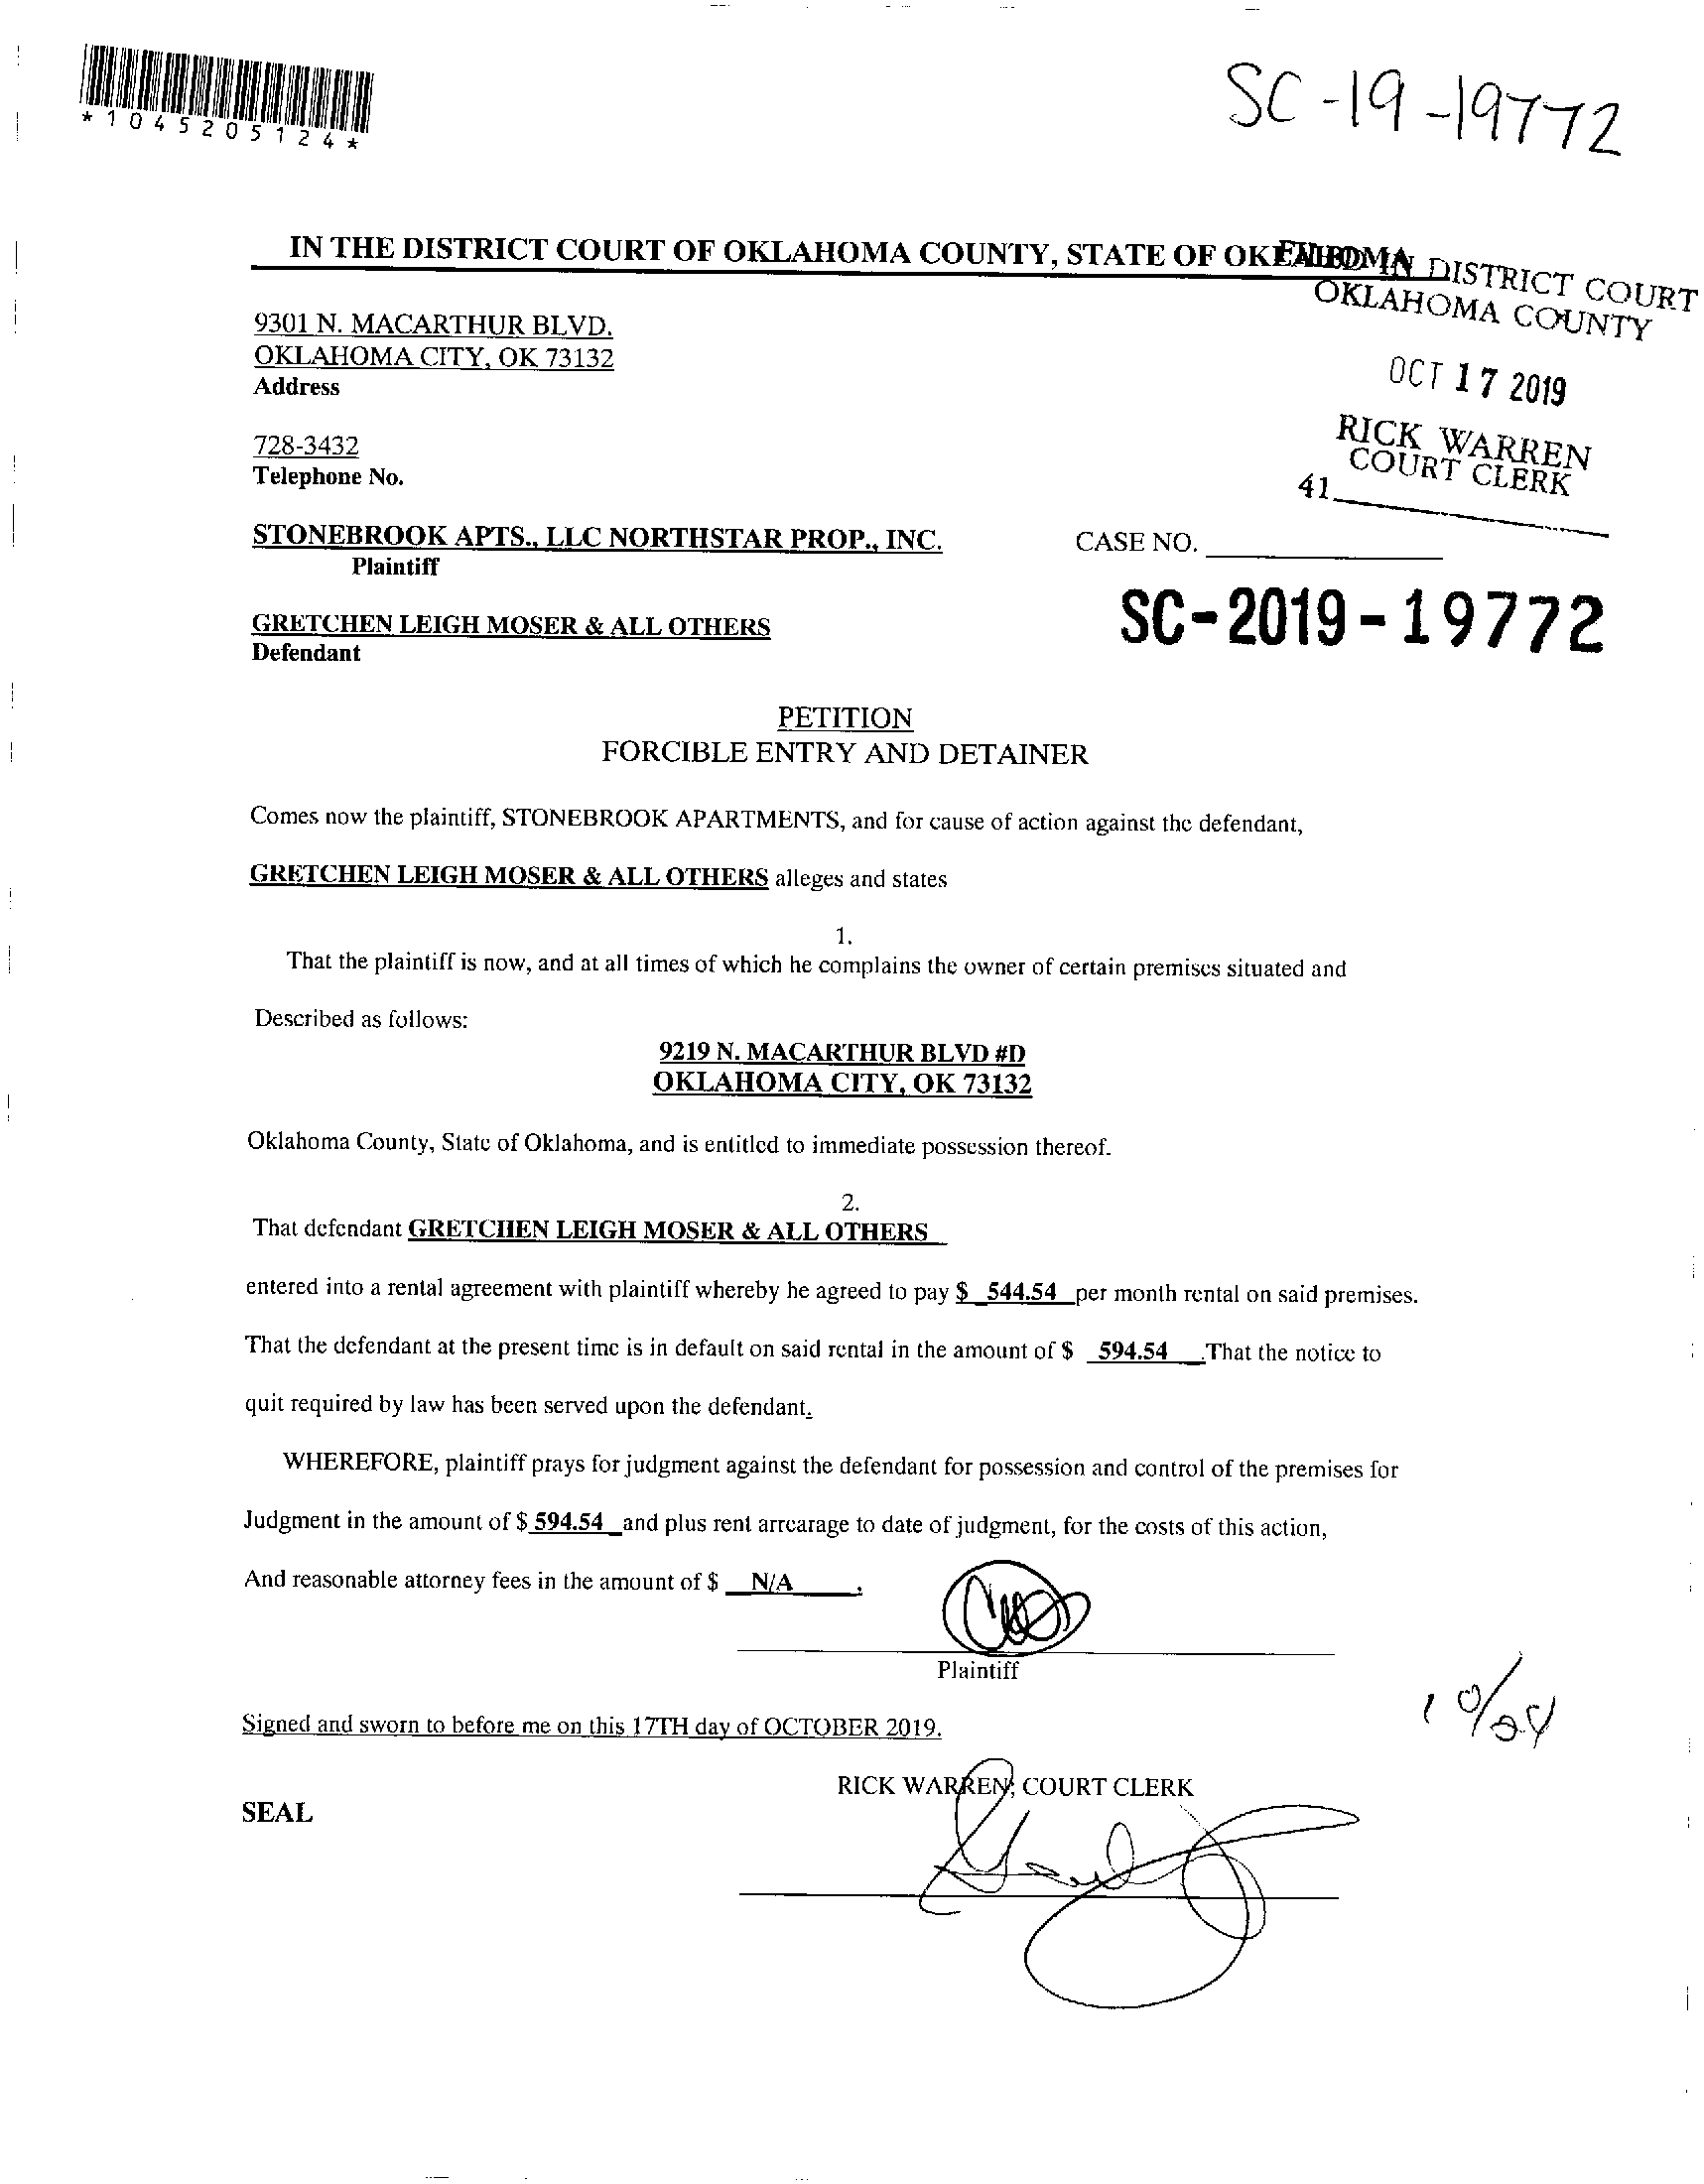 *1045205124*
SC-19-19772
IN THE DISTRICT COURT OF OKLAHOMA COUNTY, STATE OF OKLAHOMA
FILED IN DISTRICT COURT
OKLAHOMA COUNTY
OCT 17 2019
RICK WARREN
COURT CLERK
41
9301 N. MACARTHUR BLVD.
OKLAHOMA CITY, OK 73132
Address
728-3432
Telephone No.
STONEBROOK APTS., LLC NORTHSTAR PROP., INC.
Plaintiff
CASE NO.
SC-2019-19772
GRETCHEN LEIGH MOSER & ALL OTHERS
Defendant
PETITION
FORCIBLE ENTRY AND DETAINER
Comes now the plaintiff, STONEBROOK APARTMENTS, and for cause of action against the defendant,
GRETCHEN LEIGH MOSER & ALL OTHERS alleges and states
1.
That the plaintiff is now, and at all times of which he complains the owner of certain premises situated and
Described as follows:
9219 N. MACARTHUR BLVD #D
OKLAHOMA CITY, OK 73132
Oklahoma County, State of Oklahoma, and is entitled to immediate possession thereof.
2.
That defendant GRETCHEN LEIGH MOSER & ALL OTHERS
entered into a rental agreement with plaintiff whereby he agreed to pay $ 544.54 per month rental on said premises.
That the defendant at the present time is in default on said rental in the amount of $ 594.54 .That the notice to
quit required by law has been served upon the defendant.
WHEREFORE, plaintiff prays for judgment against the defendant for possession and control of the premises for
Judgment in the amount of $ 594.54 and plus rent arrearage to date of judgment, for the costs of this action,
And reasonable attorney fees in the amount of $ N/A .
Plaintiff
10/24
Signed and sworn to before me on this 17TH day of OCTOBER 2019.
RICK WARREN, COURT CLERK
SEAL